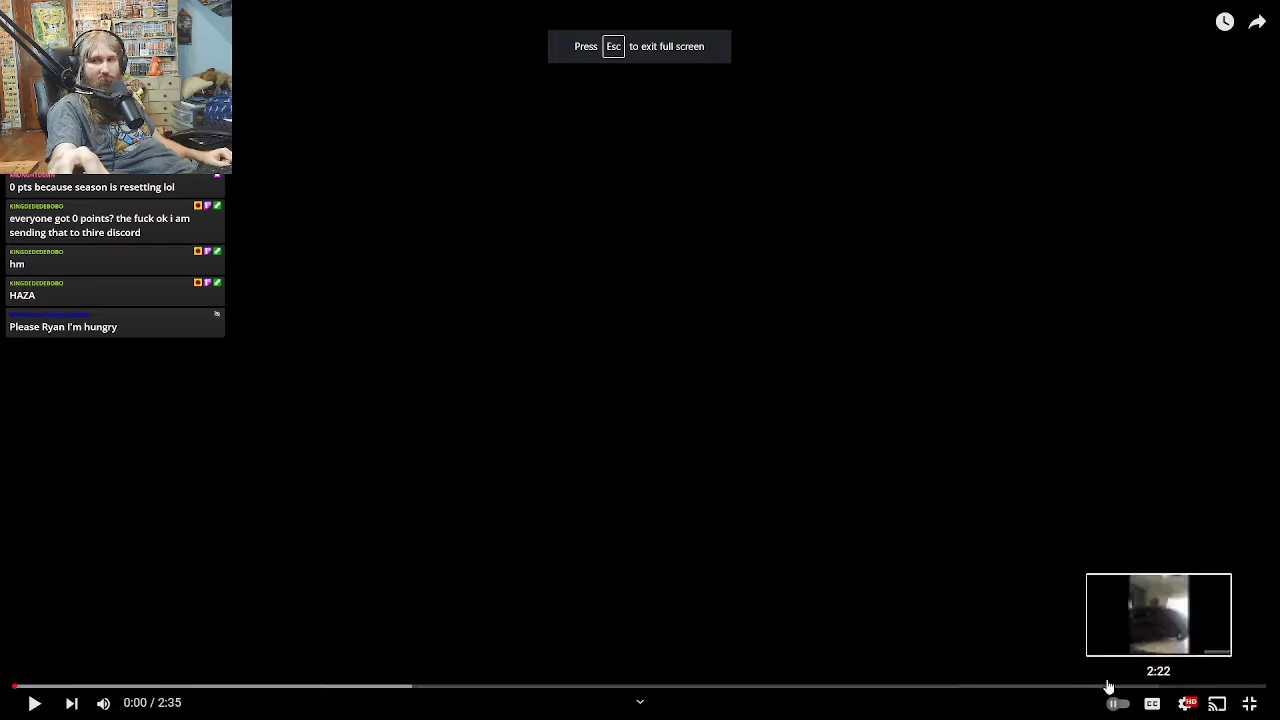 Press Esc to exit full screen
0 pts because season is resetting lol
KINGDEDEDEBOBO
everyone got 0 points? the fuck ok i am
sending that to thire discord
KINGDEDEDEBOBO
hm
KINGDEDEDEBOBO
HAZA
Please Ryan I'm hungry
2:22
0:00 / 2:35
HD
CC